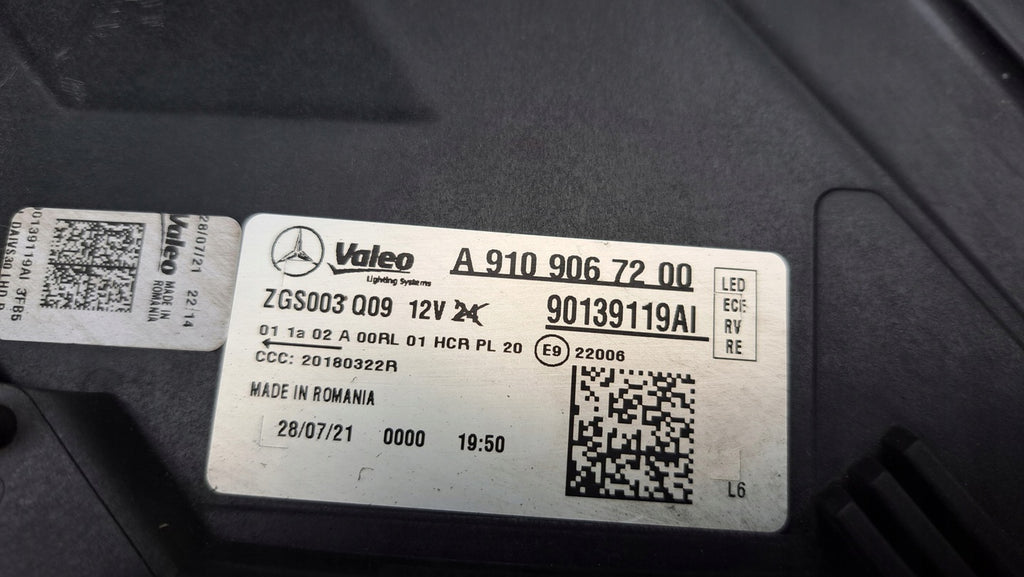 Valeo
Lighting Systems
A 910 906 72 00
ZGS003 Q09 12V 24
90139119AI
LED
ECE
RV
RE
01 1a 02 A 00RL 01 HCR PL 20 E9 22006
CCC: 20180322R
MADE IN ROMANIA
28/07/21 0000 19:50
L6
28/07/21 22:14
Valeo
MADE IN
ROMANIA
90139119AI 3FB5